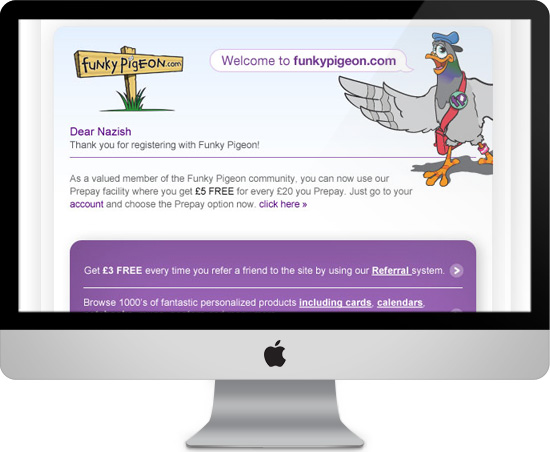 funky pigeon.com
Welcome to funkypigeon.com
Dear Nazish
Thank you for registering with Funky Pigeon!
As a valued member of the Funky Pigeon community, you can now use our
Prepay facility where you get £5 FREE for every £20 you Prepay. Just go to your
account and choose the Prepay option now. click here »
Get £3 FREE every time you refer a friend to the site by using our Referral system.
Browse 1000's of fantastic personalized products including cards, calendars,